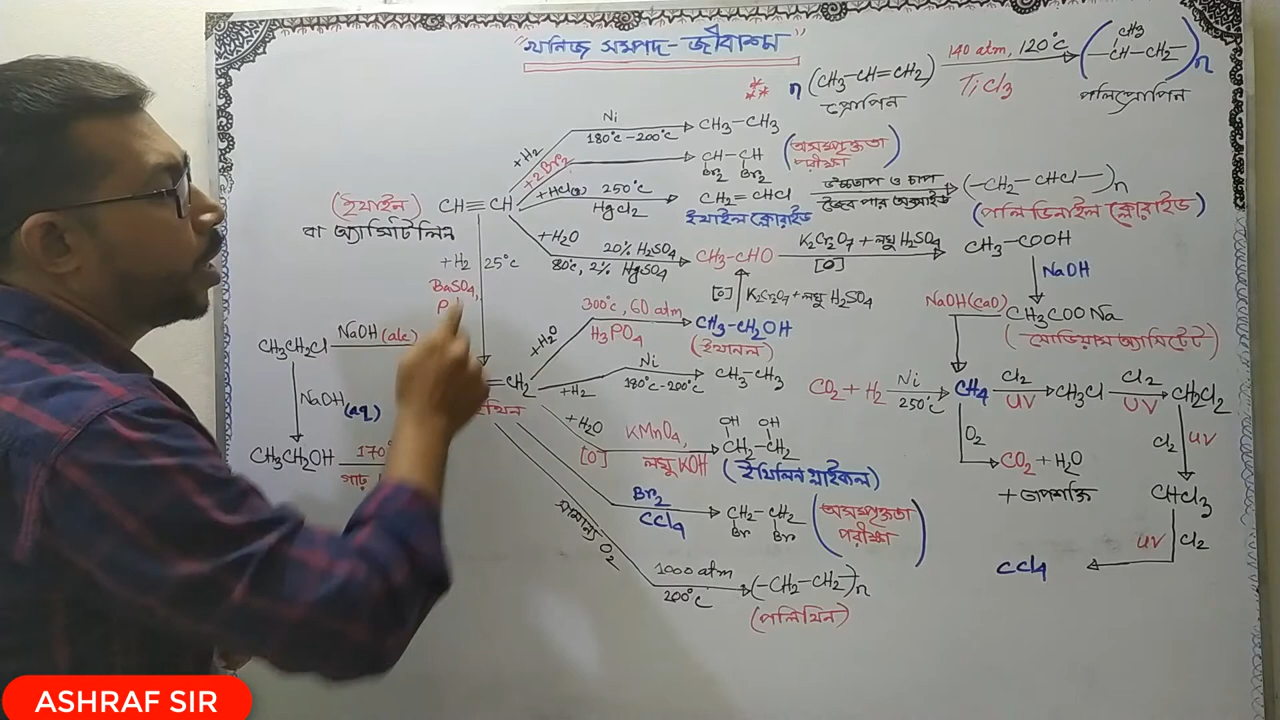 "খনিজ সম্পদ-জীবাশ্ম"
n (CH3-CH=CH2) 140 atm, 120°C TiCl3 (-CH-CH2-)n
CH3
প্রোপিন
পলিপ্রোপিন
+H2 Ni 180°C-200°C CH3-CH3
+2Br2 CH-CH
Br2 Br2
(অসম্পৃক্ততা
পরীক্ষা)
CH≡CH
(ইথাইন)
বা অ্যাসিটিলিন
+HCl(g) 250°C HgCl2 CH2=CHCl উচ্চতাপ ও চাপ জৈব পার অক্সাইড (-CH2-CHCl-)n
ইথাইল ক্লোরাইড
(পলি ভিনাইল ক্লোরাইড)
+H2O 20% H2SO4 80°C, 2% HgSO4 CH3-CHO K2Cr2O7 + লঘু H2SO4 [O] CH3-COOH
NaOH
+H2 25°C
BaSO4,
[O] K2Cr2O7 + লঘু H2SO4
NaOH(CaO) CH3COONa
(সোডিয়াম অ্যাসিটেট)
+H2O 300°C, 60 atm H3PO4 CH3-CH2OH
(ইথানল)
CH3CH2Cl NaOH(alc)
=CH2
+H2 Ni 180°C-200°C CH3-CH3
CO2 + H2 Ni 250°C CH4 Cl2 UV CH3Cl Cl2 UV CH2Cl2
NaOH(aq)
+H2O [O] KMnO4, লঘু KOH CH2-CH2
OH OH
(ইথিলিন গ্লাইকল)
O2
CO2 + H2O
+ তাপশক্তি
Cl2 UV
CHCl3
CH3CH2OH 170°
গাঢ়
Br2 CCl4 CH2-CH2
Br Br
(অসম্পৃক্ততা
পরীক্ষা)
UV Cl2
CCl4
সামান্য O2
1000 atm 200°C (-CH2-CH2)n
(পলিথিন)
ASHRAF SIR